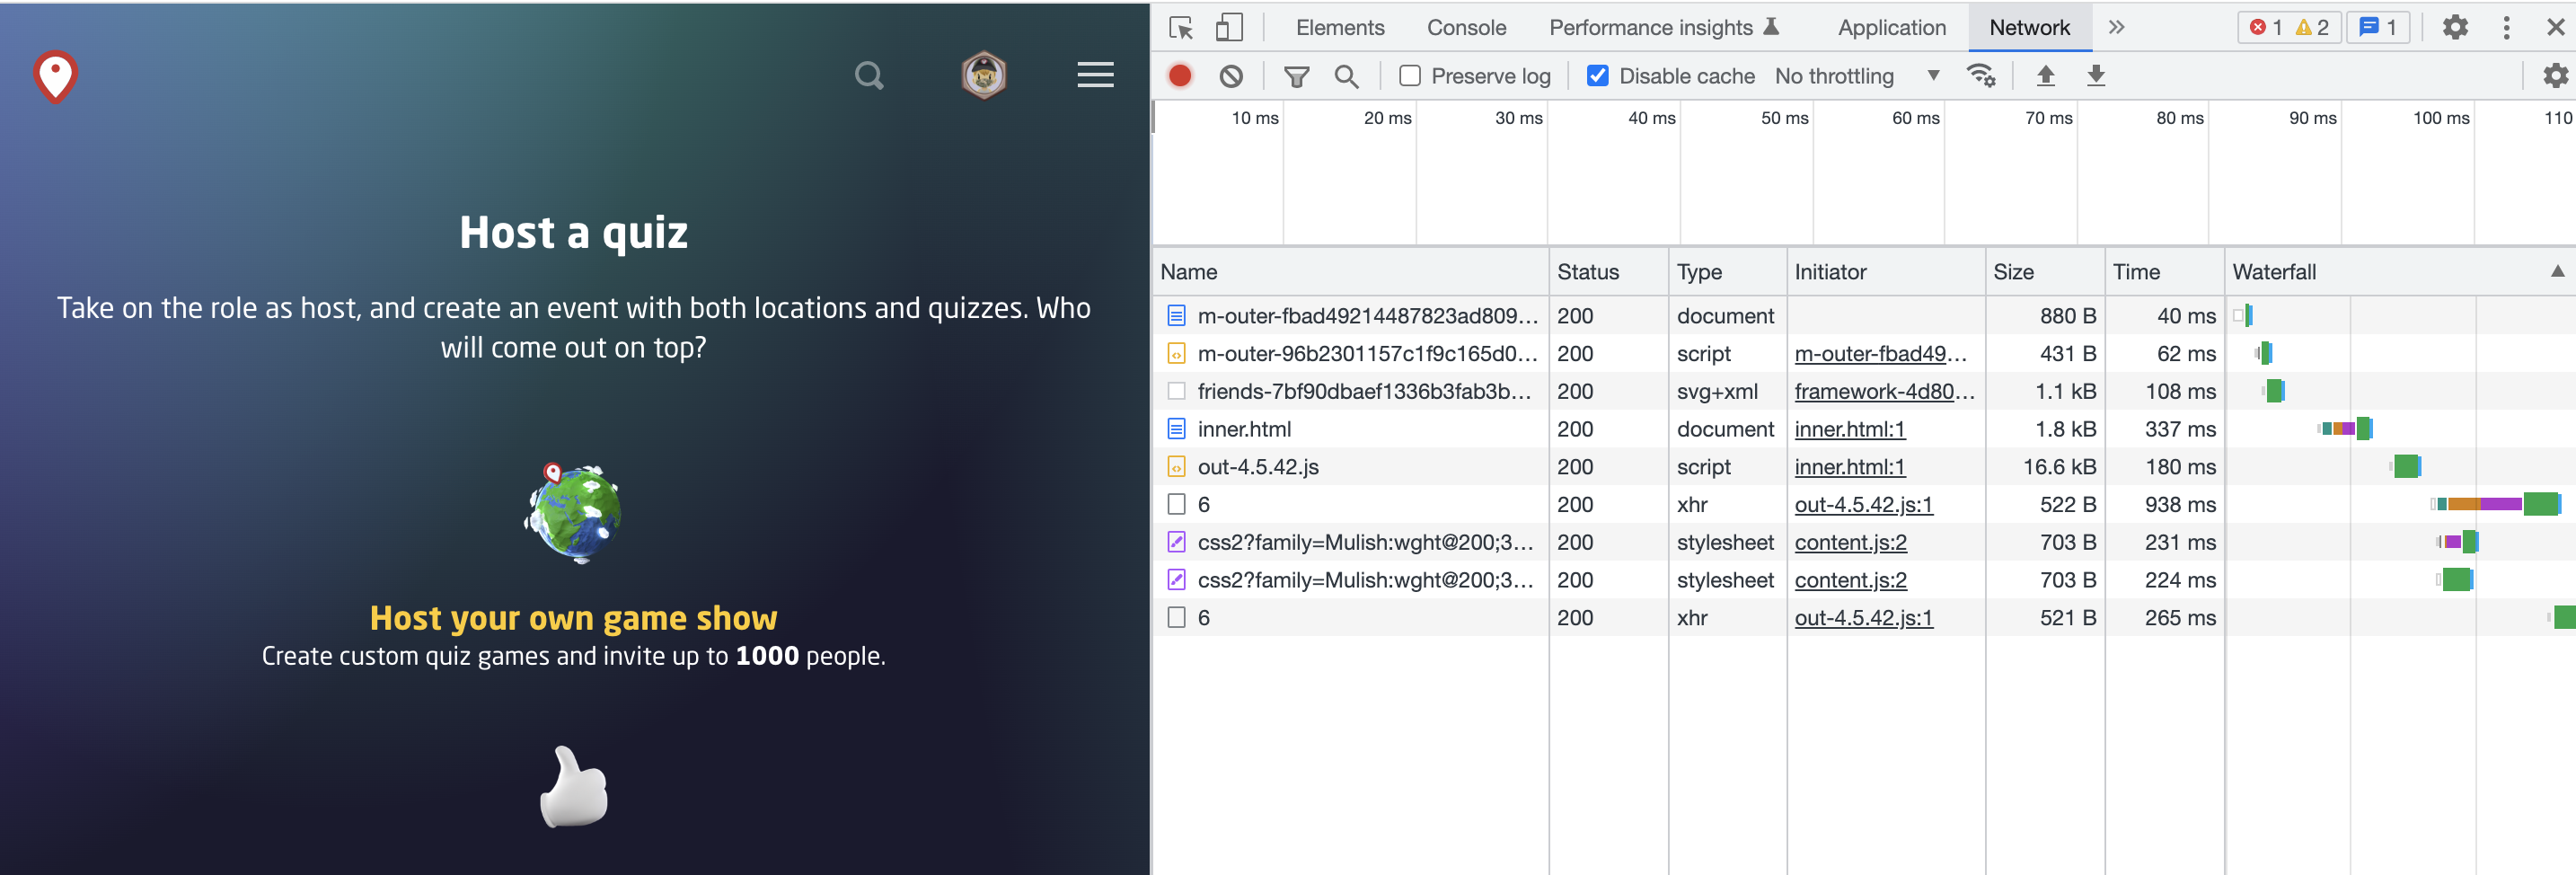 Host a quiz
Take on the role as host, and create an event with both locations and quizzes. Who
will come out on top?
Host your own game show
Create custom quiz games and invite up to 1000 people.
Elements Console Performance insights Application Network 1 2 1
Preserve log Disable cache No throttling
10 ms 20 ms 30 ms 40 ms 50 ms 60 ms 70 ms 80 ms 90 ms 100 ms 110
Name Status Type Initiator Size Time Waterfall
m-outer-fbad49214487823ad809... 200 document 880 B 40 ms
m-outer-96b2301157c1f9c165d0... 200 script m-outer-fbad49... 431 B 62 ms
friends-7bf90dbaef1336b3fab3b... 200 svg+xml framework-4d80... 1.1 kB 108 ms
inner.html 200 document inner.html:1 1.8 kB 337 ms
out-4.5.42.js 200 script inner.html:1 16.6 kB 180 ms
6 200 xhr out-4.5.42.js:1 522 B 938 ms
css2?family=Mulish:wght@200;3... 200 stylesheet content.js:2 703 B 231 ms
css2?family=Mulish:wght@200;3... 200 stylesheet content.js:2 703 B 224 ms
6 200 xhr out-4.5.42.js:1 521 B 265 ms